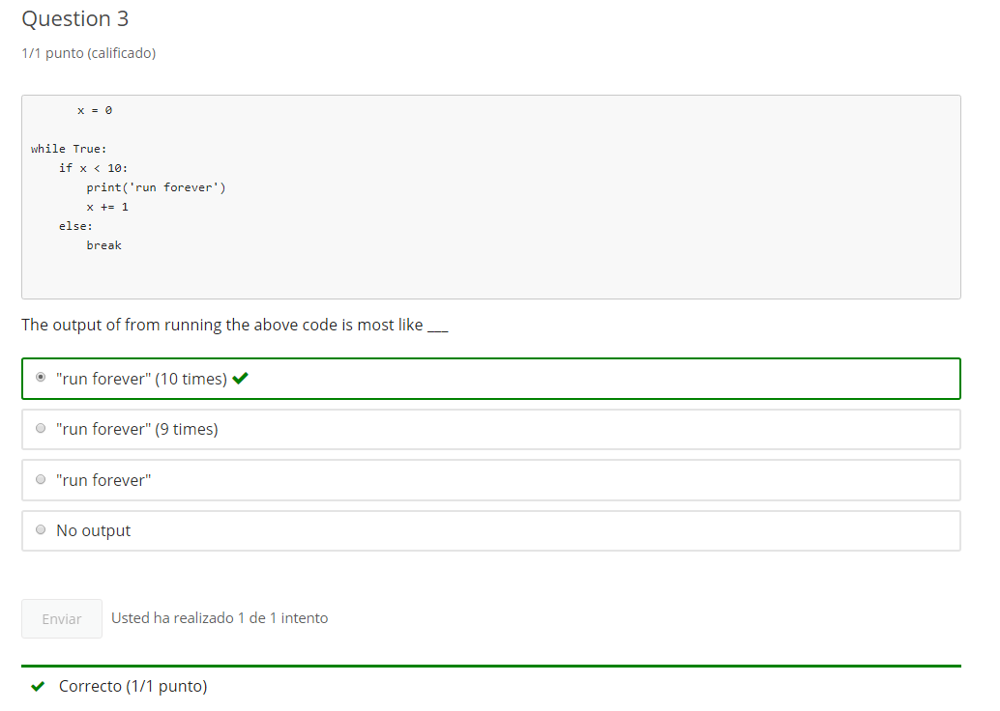 Question 3
1/1 punto (calificado)
x = 0
while True:
if x < 10:
print('run forever')
x += 1
else:
break
The output of from running the above code is most like ___
"run forever" (10 times)
"run forever" (9 times)
"run forever"
No output
Enviar Usted ha realizado 1 de 1 intento
Correcto (1/1 punto)